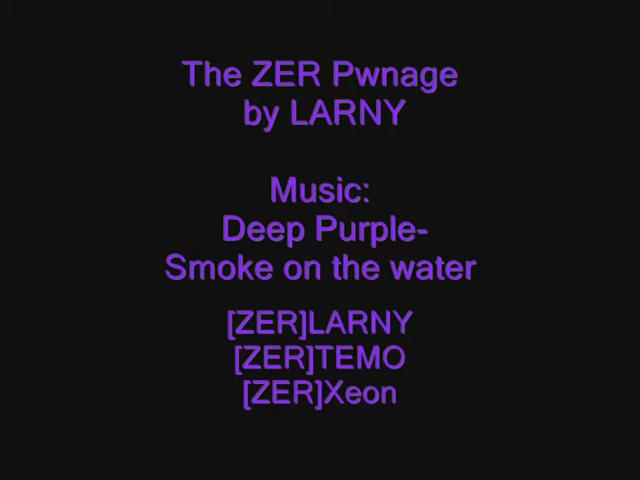 The ZER Pwnage
by LARNY
Music:
Deep Purple-
Smoke on the water
[ZER]LARNY
[ZER]TEMO
[ZER]Xeon